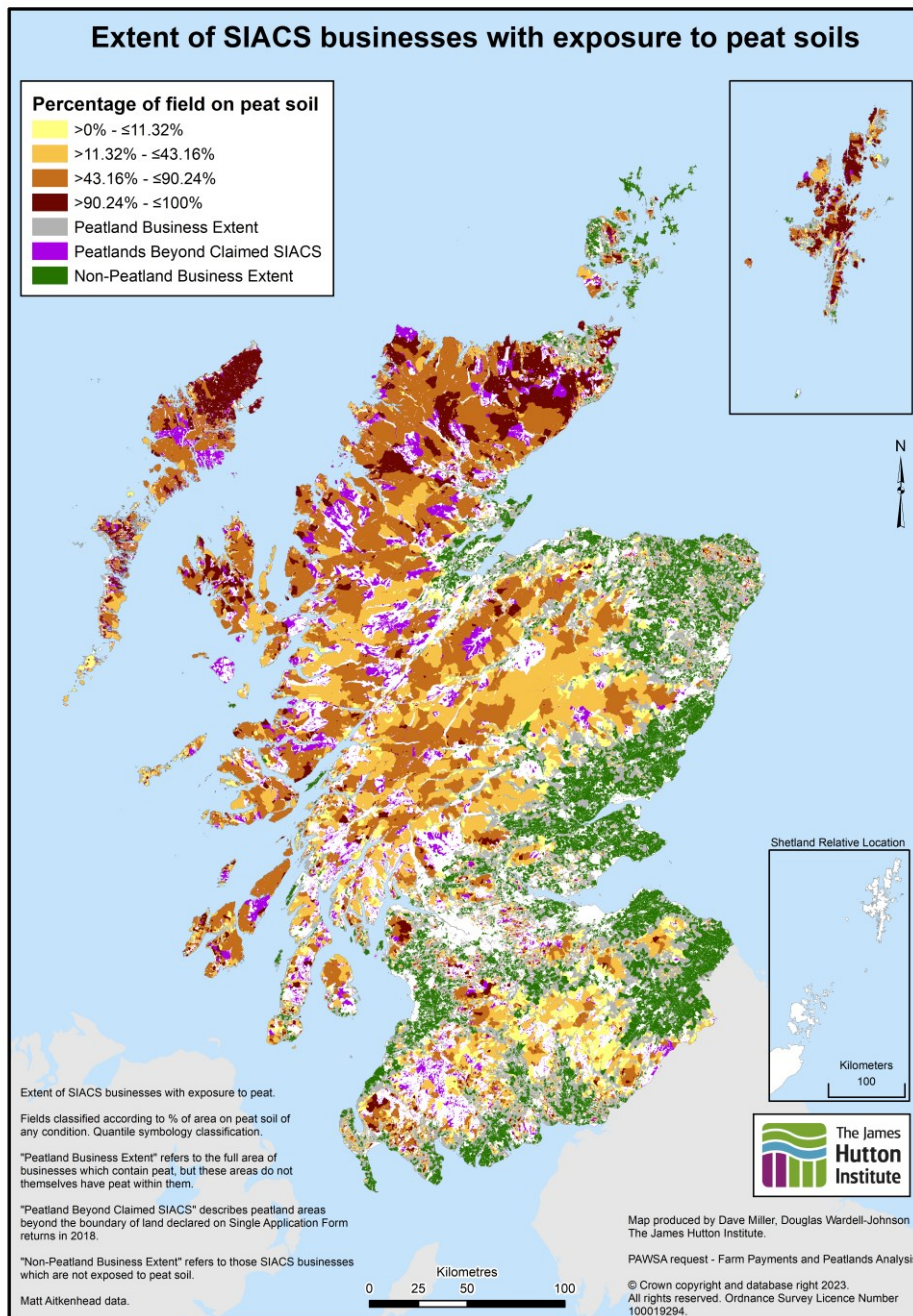 Extent of SIACS businesses with exposure to peat soils
Percentage of field on peat soil
>0% - ≤11.32%
>11.32% - ≤43.16%
>43.16% - ≤90.24%
>90.24% - ≤100%
Peatland Business Extent
Peatlands Beyond Claimed SIACS
Non-Peatland Business Extent
N
Shetland Relative Location
Kilometers
100
Extent of SIACS businesses with exposure to peat.
Fields classified according to % of area on peat soil of
any condition. Quantile symbology classification.
"Peatland Business Extent" refers to the full area of
businesses which contain peat, but these areas do not
themselves have peat within them.
"Peatland Beyond Claimed SIACS" describes peatland areas
beyond the boundary of land declared on Single Application Form
returns in 2018.
"Non-Peatland Business Extent" refers to those SIACS businesses
which are not exposed to peat soil.
Matt Aitkenhead data.
Kilometres
0 25 50 100
The James
Hutton
Institute
Map produced by Dave Miller, Douglas Wardell-Johnson
The James Hutton Institute.
PAWSA request - Farm Payments and Peatlands Analysis
© Crown copyright and database right 2023.
All rights reserved. Ordnance Survey Licence Number
100019294.